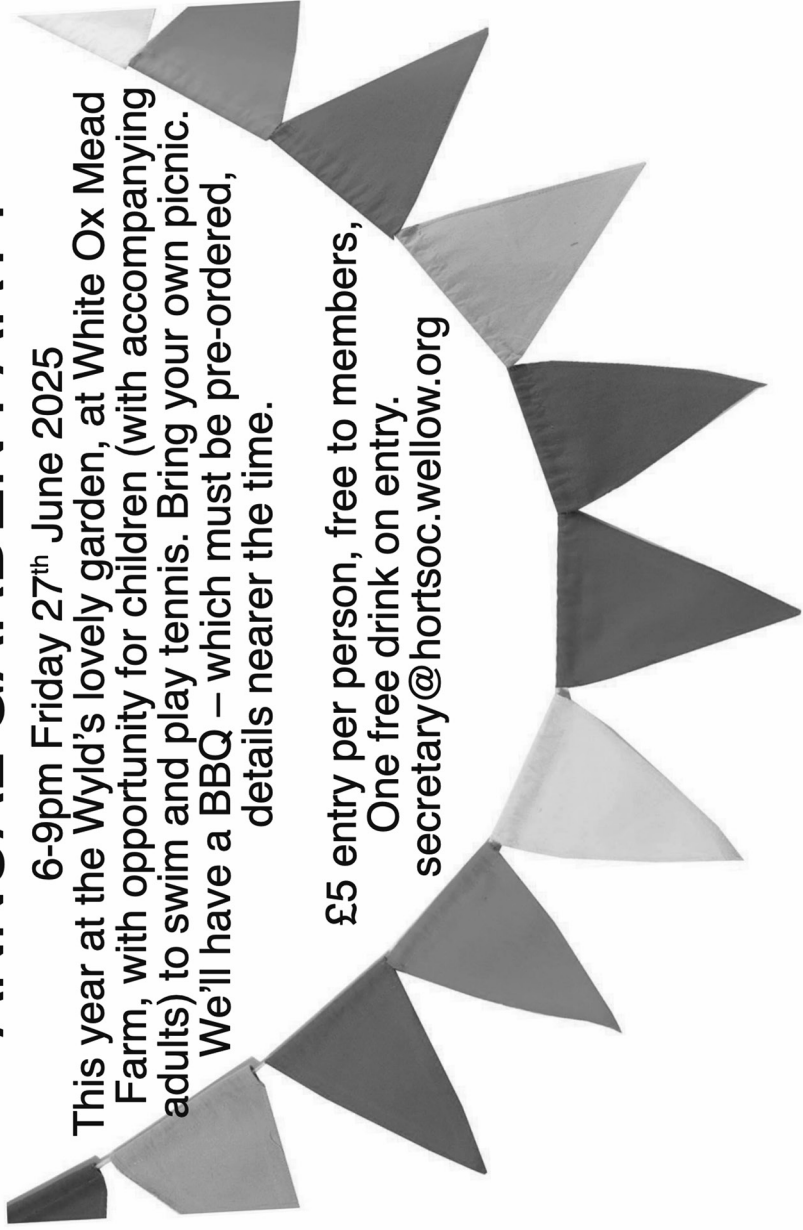 6-9pm Friday 27th June 2025
This year at the Wyld’s lovely garden, at White Ox Mead
Farm, with opportunity for children (with accompanying
adults) to swim and play tennis. Bring your own picnic.
We’ll have a BBQ – which must be pre-ordered,
details nearer the time.
£5 entry per person, free to members,
One free drink on entry.
secretary@hortsoc.wellow.org